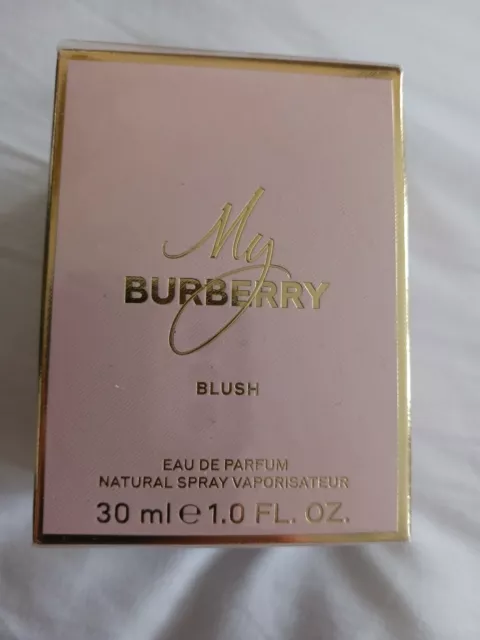 My
BURBERRY
BLUSH
EAU DE PARFUM
NATURAL SPRAY VAPORISATEUR
30 ml ℮ 1.0 FL. OZ.